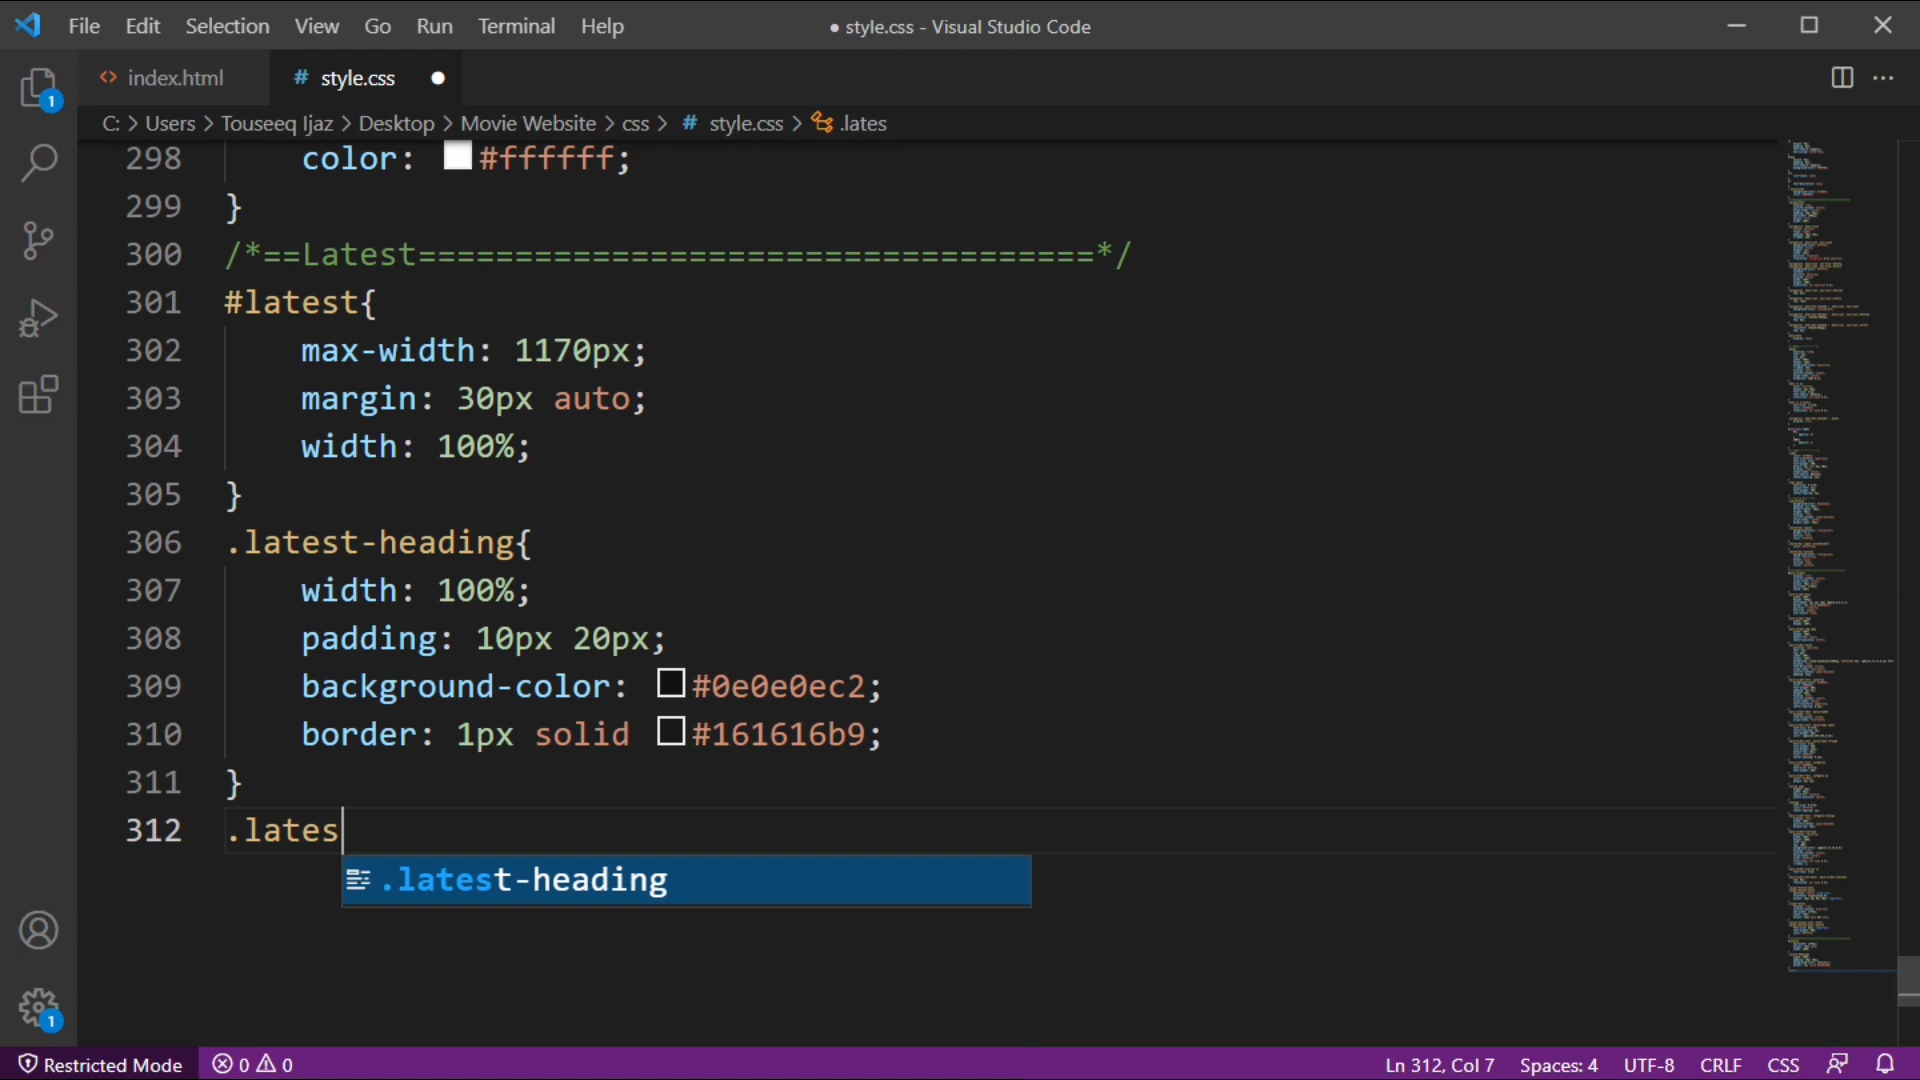 File Edit Selection View Go Run Terminal Help ● style.css - Visual Studio Code
index.html # style.css ●
C: > Users > Touseeq Ijaz > Desktop > Movie Website > css > # style.css > .lates
298 color: #ffffff;
299 }
300 /*==Latest===================================*/
301 #latest{
302 max-width: 1170px;
303 margin: 30px auto;
304 width: 100%;
305 }
306 .latest-heading{
307 width: 100%;
308 padding: 10px 20px;
309 background-color: #0e0e0ec2;
310 border: 1px solid #161616b9;
311 }
312 .lates
.latest-heading
1
1
Restricted Mode 0 0 Ln 312, Col 7 Spaces: 4 UTF-8 CRLF CSS